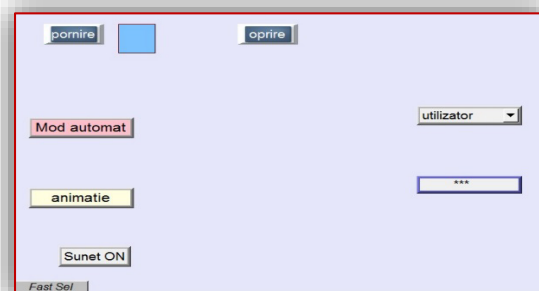 pornire
oprire
utilizator
Mod automat
***
animatie
Sunet ON
Fast Sel